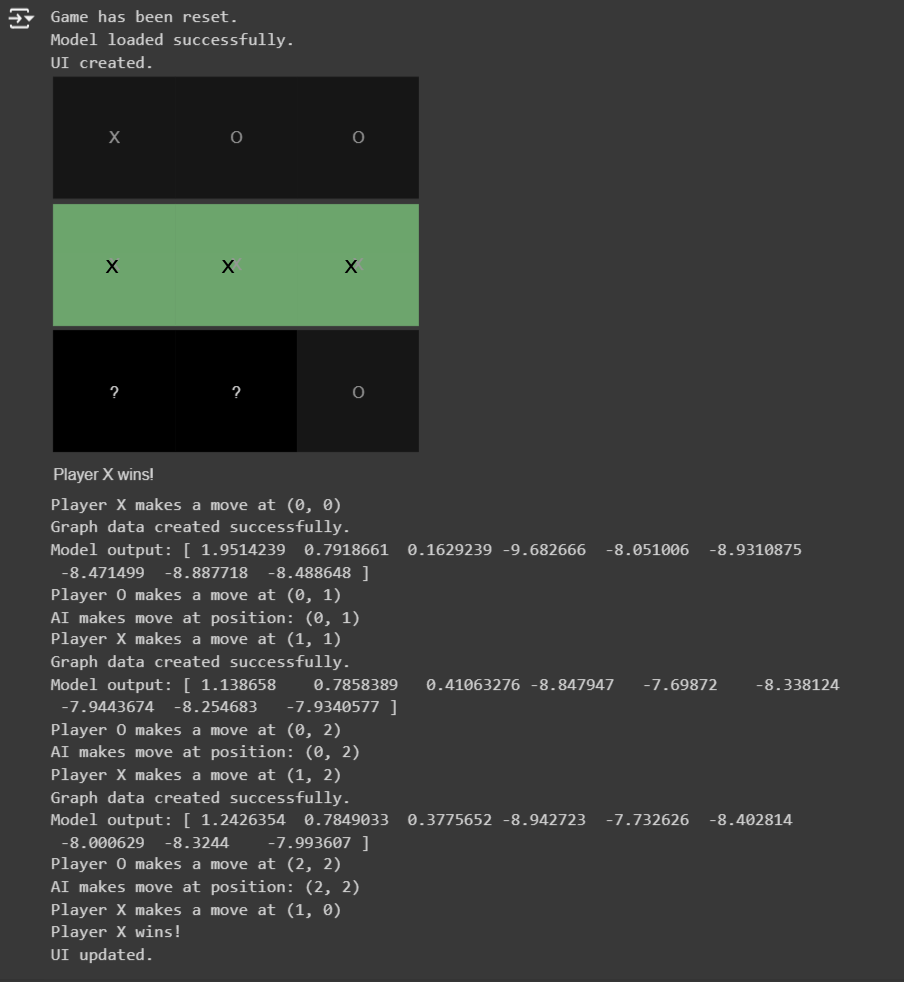 Game has been reset.
Model loaded successfully.
UI created.
X O O
X X X
? ? O
Player X wins!
Player X makes a move at (0, 0)
Graph data created successfully.
Model output: [ 1.9514239  0.7918661  0.1629239 -9.682666  -8.051006  -8.9310875
 -8.471499  -8.887718  -8.488648 ]
Player O makes a move at (0, 1)
AI makes move at position: (0, 1)
Player X makes a move at (1, 1)
Graph data created successfully.
Model output: [ 1.138658    0.7858389   0.41063276 -8.847947   -7.69872    -8.338124
 -7.9443674  -8.254683   -7.9340577 ]
Player O makes a move at (0, 2)
AI makes move at position: (0, 2)
Player X makes a move at (1, 2)
Graph data created successfully.
Model output: [ 1.2426354  0.7849033  0.3775652 -8.942723  -7.732626  -8.402814
 -8.000629  -8.3244    -7.993607 ]
Player O makes a move at (2, 2)
AI makes move at position: (2, 2)
Player X makes a move at (1, 0)
Player X wins!
UI updated.